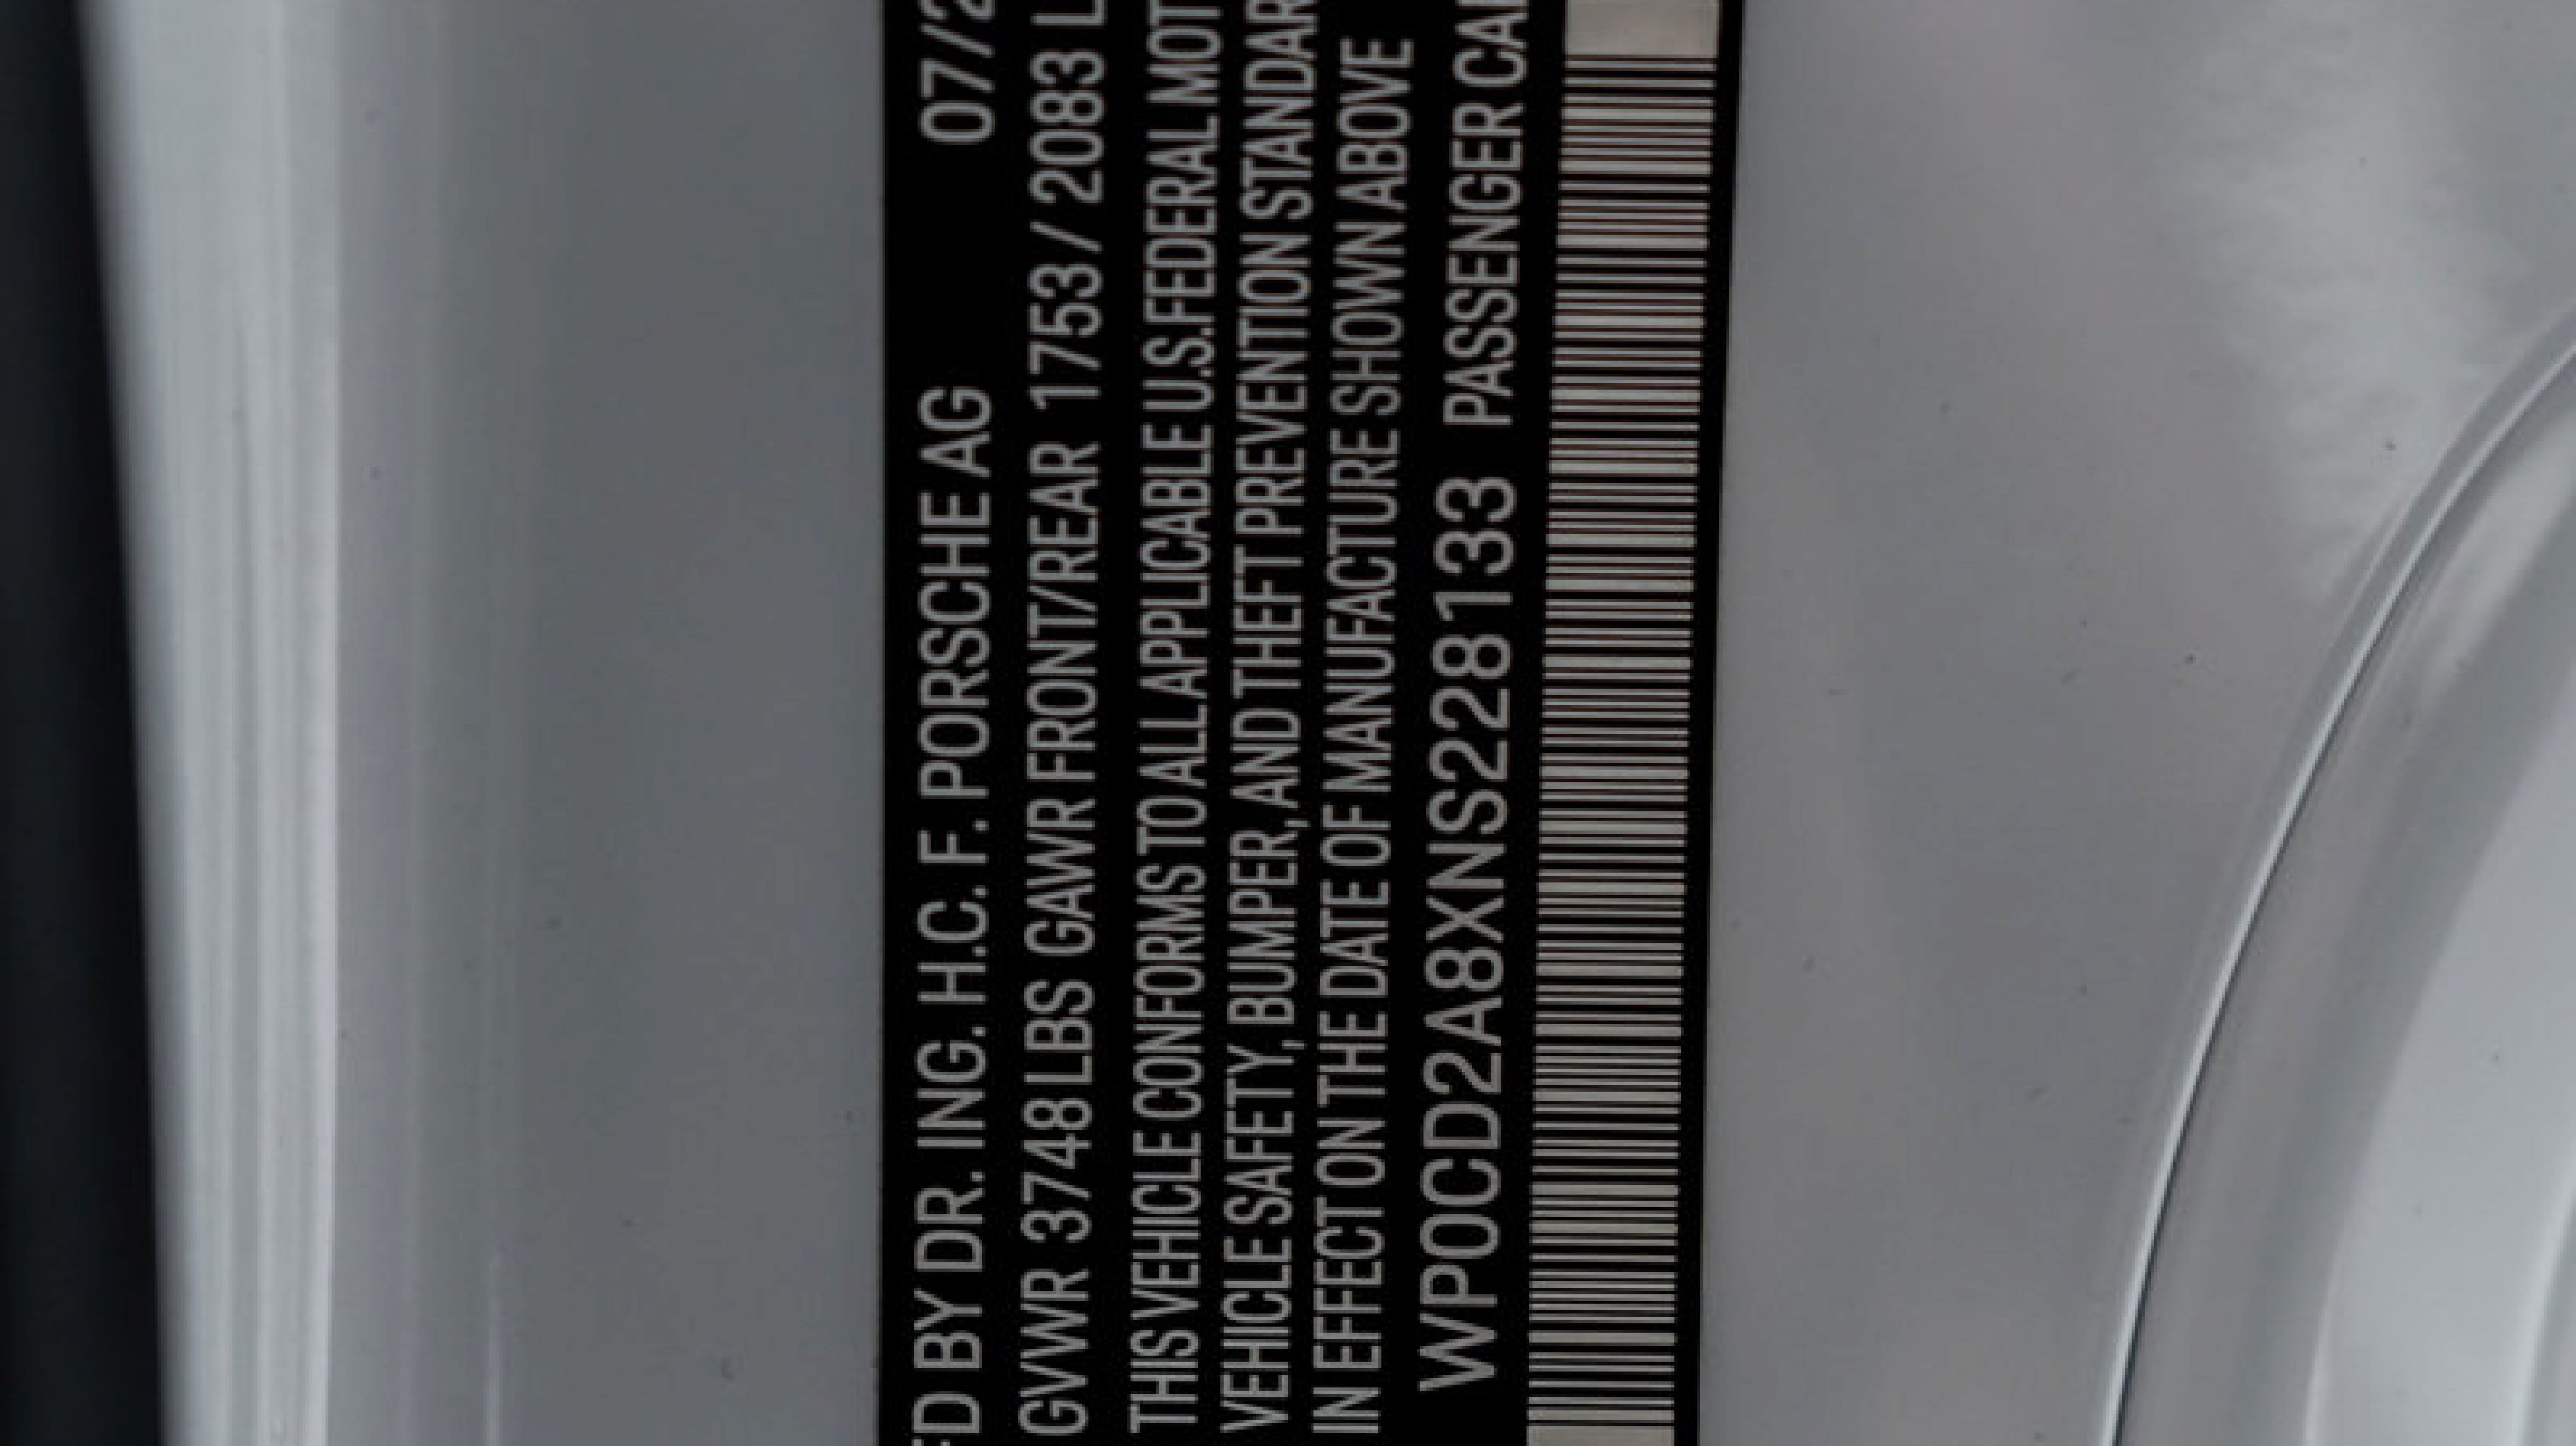 ED BY DR. ING. H.C. F. PORSCHE AG 07/2
GVWR 3748 LBS GAWR FRONT/REAR 1753 / 2083 L
THIS VEHICLE CONFORMS TO ALL APPLICABLE U.S. FEDERAL MOT
VEHICLE SAFETY, BUMPER, AND THEFT PREVENTION STANDAR
IN EFFECT ON THE DATE OF MANUFACTURE SHOWN ABOVE
WP0CD2A8XNS228133 PASSENGER CAR